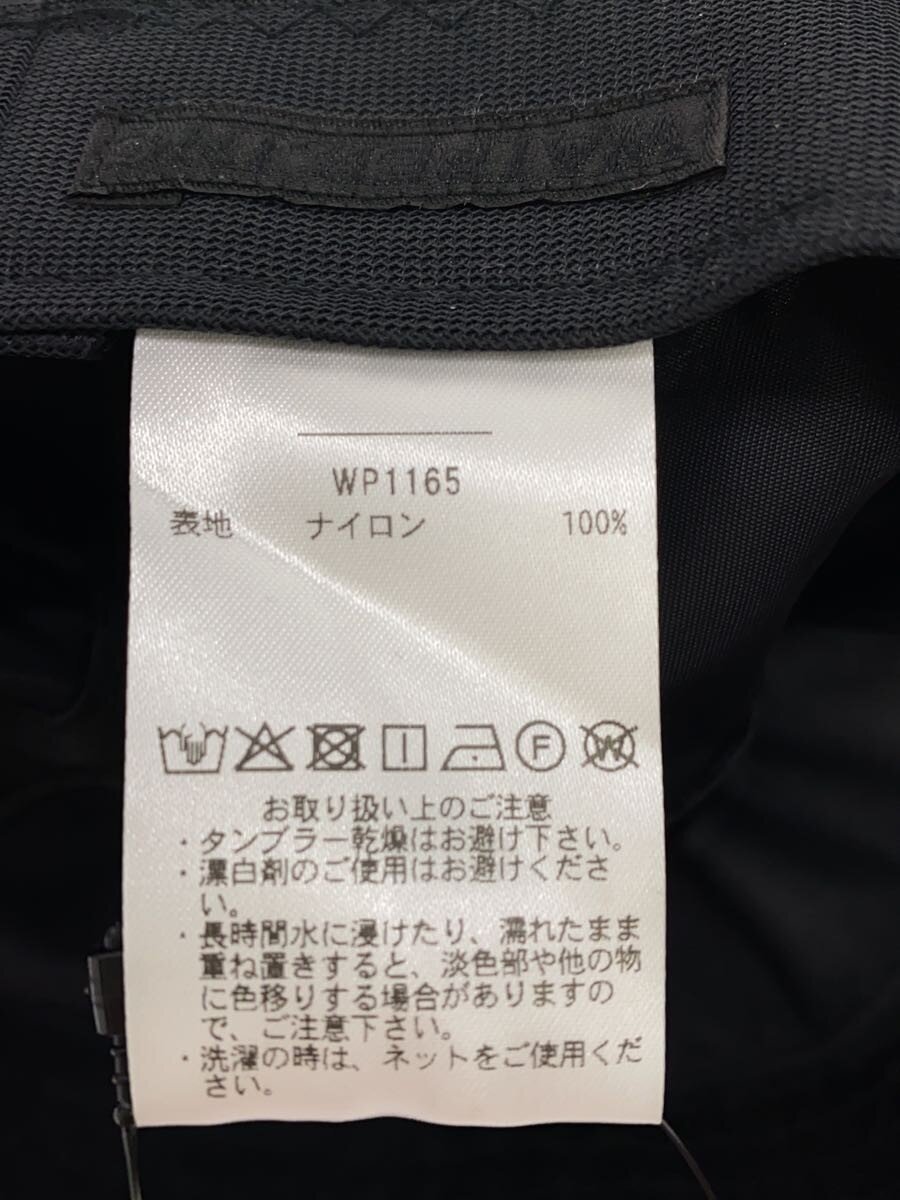 WP1165
表地 ナイロン 100%
F W
お取り扱い上のご注意
・タンブラー乾燥はお避け下さい。
・漂白剤のご使用はお避けくださ
い。
・長時間水に浸けたり、濡れたまま
重ね置きすると、淡色部や他の物
に色移りする場合がありますの
で、ご注意下さい。
・洗濯の時は、ネットをご使用くだ
さい。